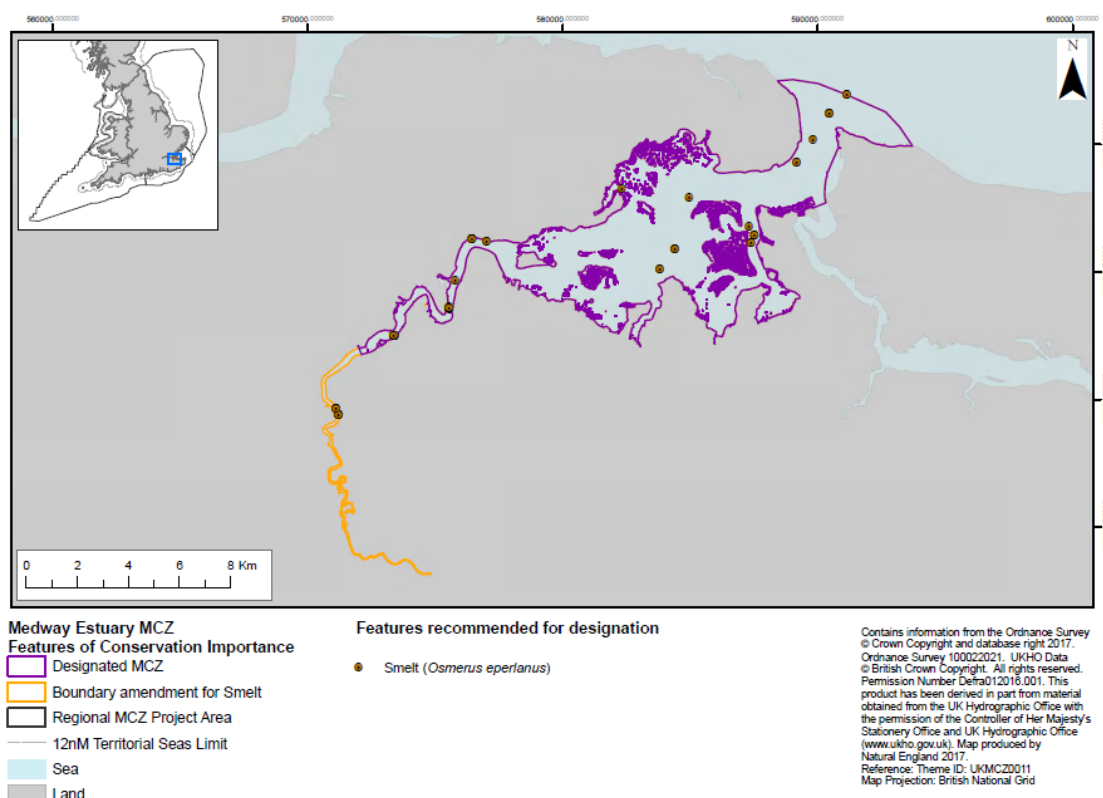 560000.000000
570000.000000
580000.000000
590000.000000
600000.000000
N
0 2 4 6 8 Km
Medway Estuary MCZ
Features of Conservation Importance
Designated MCZ
Boundary amendment for Smelt
Regional MCZ Project Area
12nM Territorial Seas Limit
Sea
Land
Features recommended for designation
Smelt (Osmerus eperlanus)
Contains information from the Ordnance Survey
© Crown Copyright and database right 2017.
Ordnance Survey 100022021. UKHO Data
© British Crown Copyright. All rights reserved.
Permission Number Defra012016.001. This
product has been derived in part from material
obtained from the UK Hydrographic Office with
the permission of the Controller of Her Majesty's
Stationery Office and UK Hydrographic Office
(www.ukho.gov.uk). Map produced by
Natural England 2017.
Reference: Theme ID: UKMCZ0011
Map Projection: British National Grid